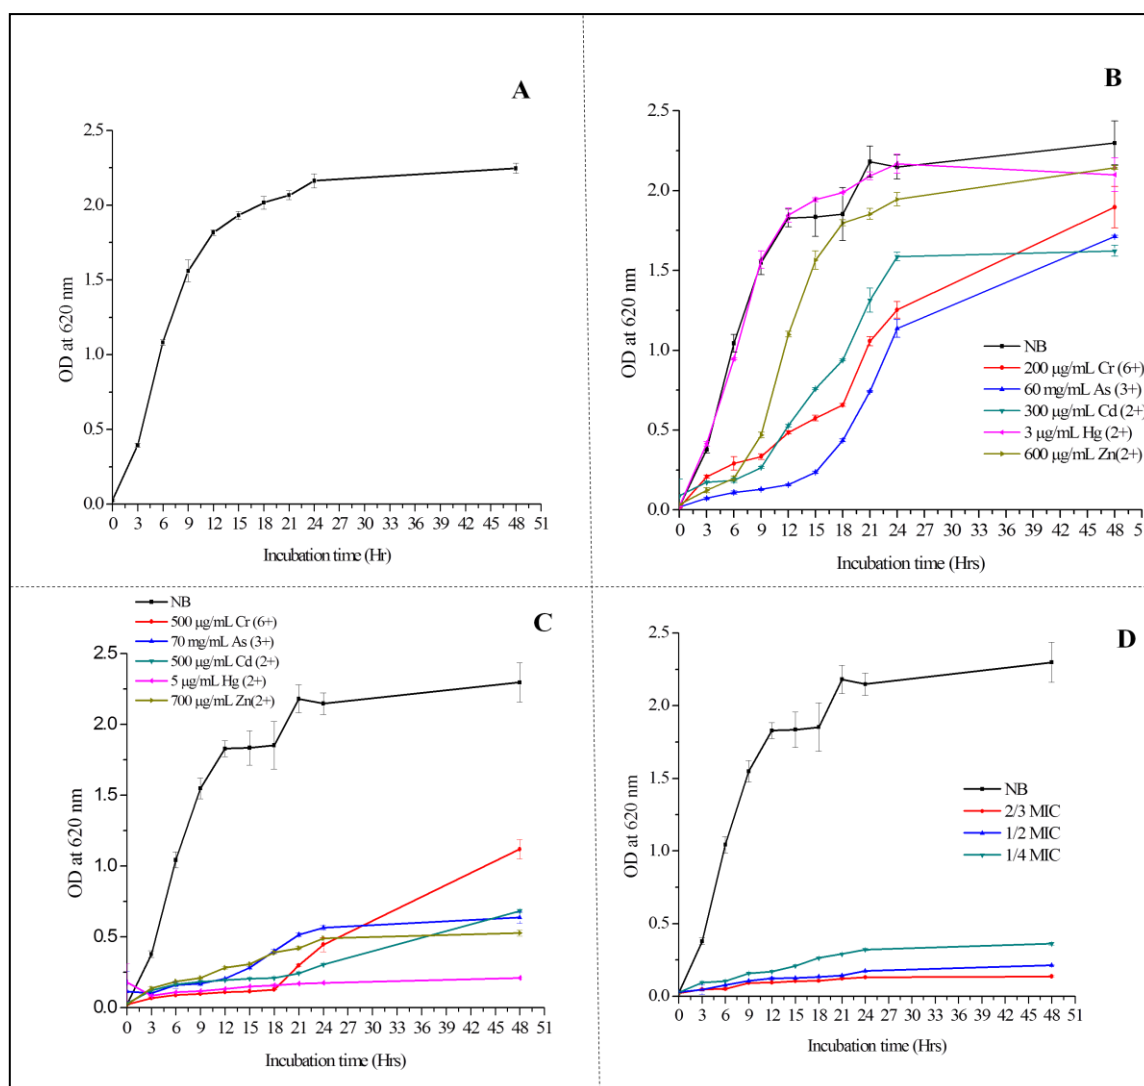 A
2.5
2.0
1.5
1.0
0.5
0.0
OD at 620 nm
0 3 6 9 12 15 18 21 24 27 30 33 36 39 42 45 48 51
Incubation time (Hr)
B
2.5
2.0
1.5
1.0
0.5
0.0
OD at 620 nm
NB
200 µg/mL Cr (6+)
60 mg/mL As (3+)
300 µg/mL Cd (2+)
3 µg/mL Hg (2+)
600 µg/mL Zn(2+)
0 3 6 9 12 15 18 21 24 27 30 33 36 39 42 45 48 5
Incubation time (Hrs)
C
NB
500 µg/mL Cr (6+)
70 mg/mL As (3+)
500 µg/mL Cd (2+)
5 µg/mL Hg (2+)
700 µg/mL Zn(2+)
2.5
2.0
1.5
1.0
0.5
0.0
OD at 620 nm
0 3 6 9 12 15 18 21 24 27 30 33 36 39 42 45 48 51
Incubation time (Hrs)
D
2.5
2.0
1.5
1.0
0.5
0.0
OD at 620 nm
NB
2/3 MIC
1/2 MIC
1/4 MIC
0 3 6 9 12 15 18 21 24 27 30 33 36 39 42 45 48 51
Incubation time (Hrs)